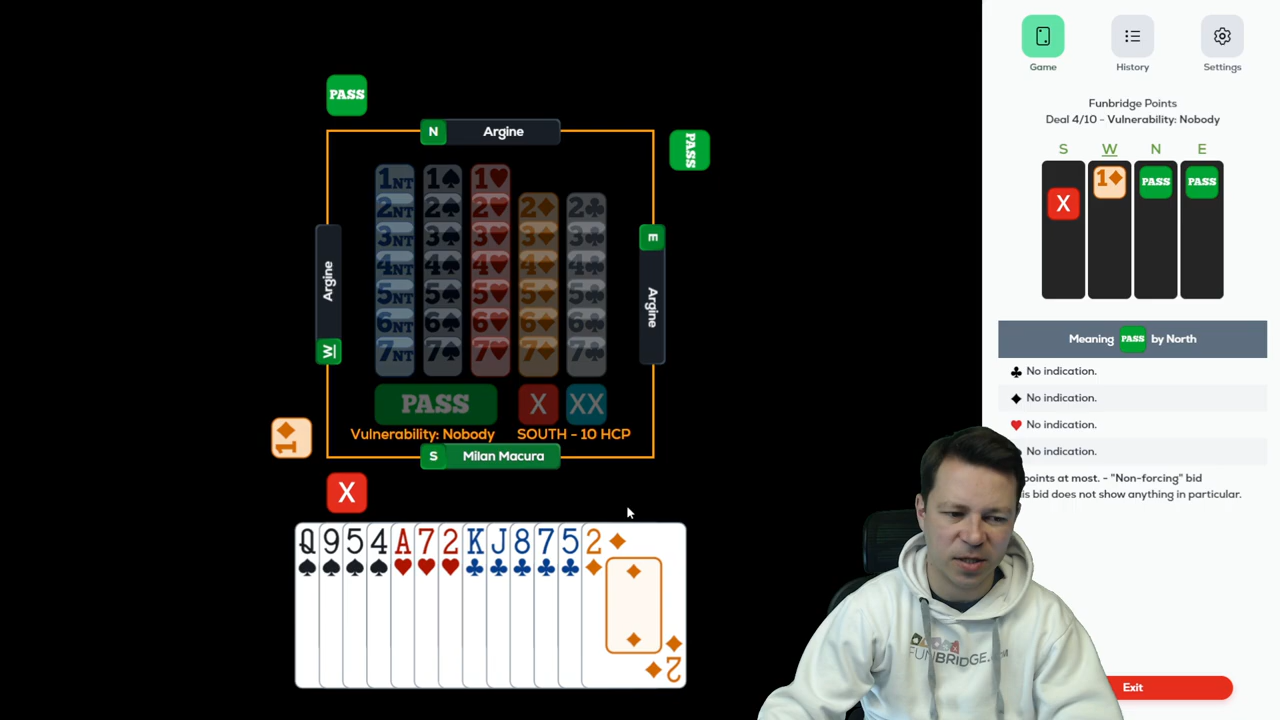 Game
History
Settings
Funbridge Points
Deal 4/10 - Vulnerability: Nobody
S W N E
X 1♦ PASS PASS
Meaning PASS by North
♣ No indication.
♦ No indication.
♥ No indication.
No indication.
points at most. - "Non-forcing" bid
is bid does not show anything in particular.
Exit
PASS
N Argine
PASS
1NT 1♠ 1♥
2NT 2♠ 2♥ 2♦ 2♣
3NT 3♠ 3♥ 3♦ 3♣
4NT 4♠ 4♥ 4♦ 4♣
5NT 5♠ 5♥ 5♦ 5♣
6NT 6♠ 6♥ 6♦ 6♣
7NT 7♠ 7♥ 7♦ 7♣
PASS X XX
Argine
W
E
Argine
Vulnerability: Nobody SOUTH - 10 HCP
S Milan Macura
1♦
X
Q♠ 9♠ 5♠ 4♠ A♥ 7♥ 2♥ K♣ J♣ 8♣ 7♣ 5♣ 2♦
2♦
FUNBRIDGE